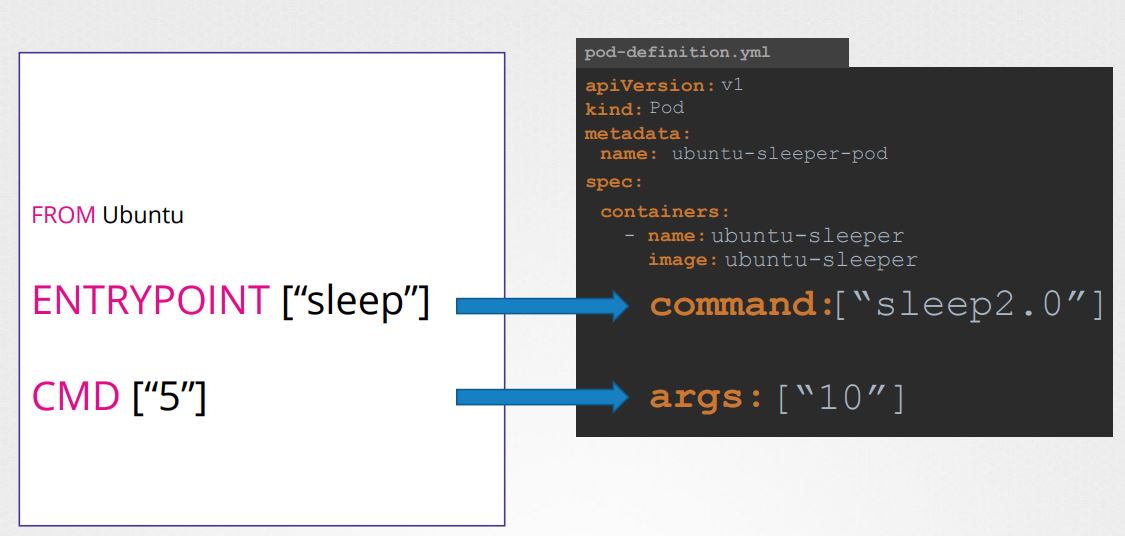 FROM Ubuntu
ENTRYPOINT [“sleep”]
CMD [“5”]
pod-definition.yml
apiVersion: v1
kind: Pod
metadata:
name: ubuntu-sleeper-pod
spec:
containers:
- name: ubuntu-sleeper
image: ubuntu-sleeper
command:[“sleep2.0”]
args: [“10”]